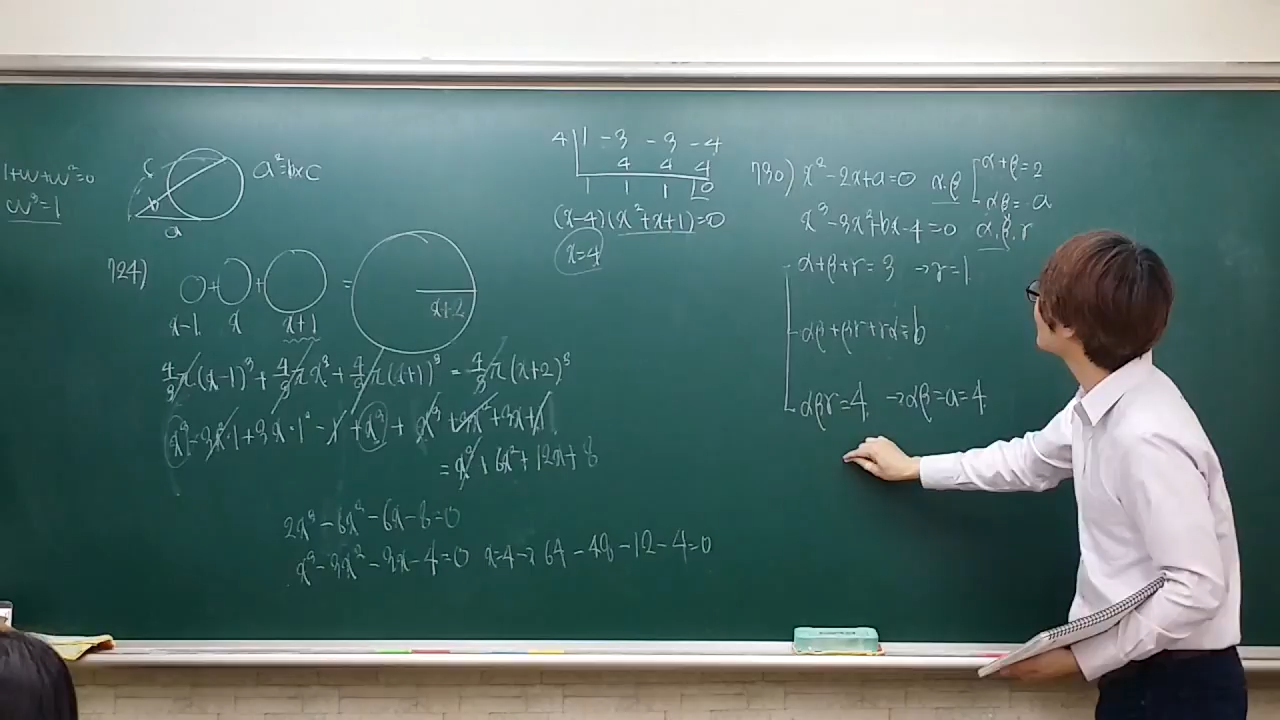 1+w+w²=0
w³=1
c
b
a
a²=b×c
724)
○+○+○=○
x-1 x x+1 x+2
4/3π(x-1)³+4/3πx³+4/3π(x+1)³=4/3π(x+2)³
x³-3x²·1+3x·1²-1+x³+x³+3x²+3x+1
=x³+6x²+12x+8
2x³-6x²-6x-8=0
x³-3x²-3x-4=0 x=4→64-48-12-4=0
4 1 -3 -3 -4
4 4 4
1 1 1 0
(x-4)(x²+x+1)=0
x=4
730) x²-2x+a=0 α,β α+β=2
αβ=a
x³-3x²+bx-4=0 α,β,r
α+β+r=3 →r=1
αβ+βr+rα=b
αβr=4 →αβ=a=4